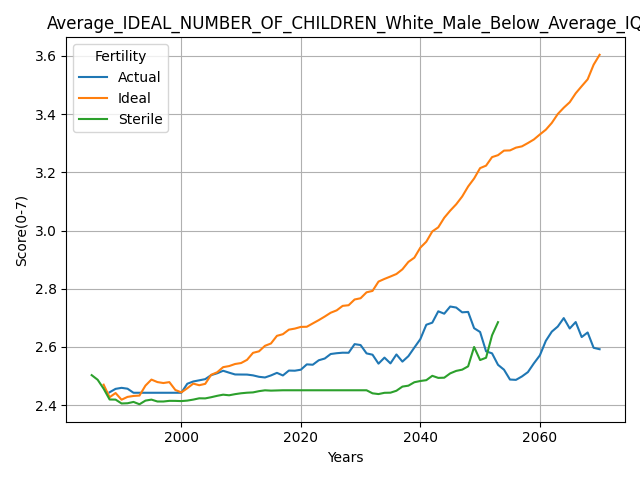 Average_IDEAL_NUMBER_OF_CHILDREN_White_Male_Below_Average_IQ
Fertility
Actual
Ideal
Sterile
Score(0-7)
3.6
3.4
3.2
3.0
2.8
2.6
2.4
2000
2020
2040
2060
Years